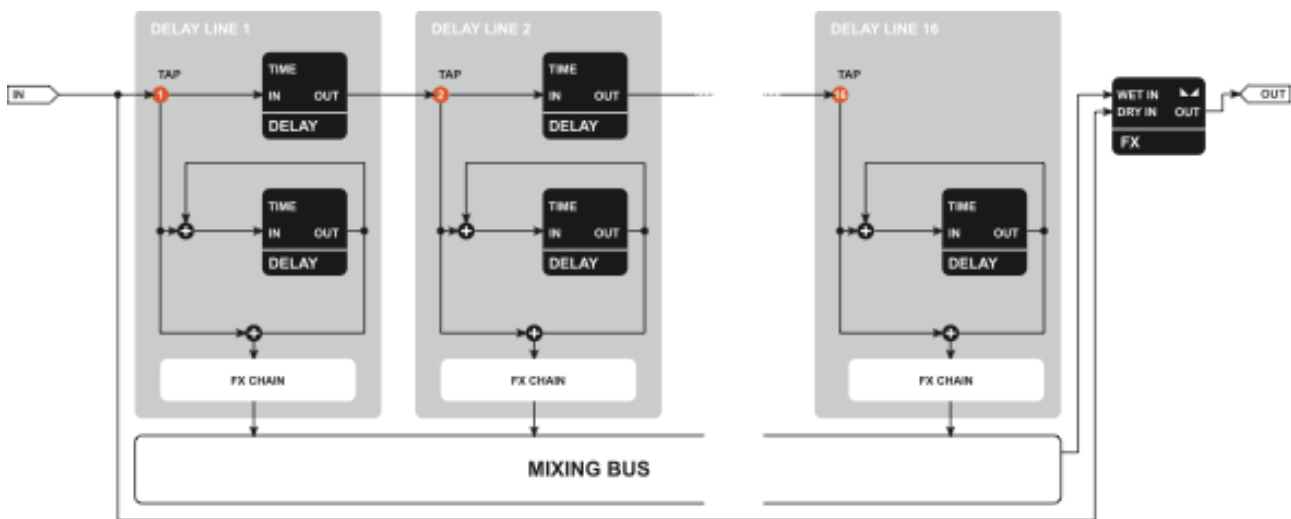 DELAY LINE 1
DELAY LINE 2
DELAY LINE 16
IN
TAP
1
TIME
IN OUT
DELAY
TAP
2
TIME
IN OUT
DELAY
TAP
16
WET IN
DRY IN OUT
FX
OUT
TIME
IN OUT
DELAY
TIME
IN OUT
DELAY
TIME
IN OUT
DELAY
FX CHAIN
FX CHAIN
FX CHAIN
MIXING BUS